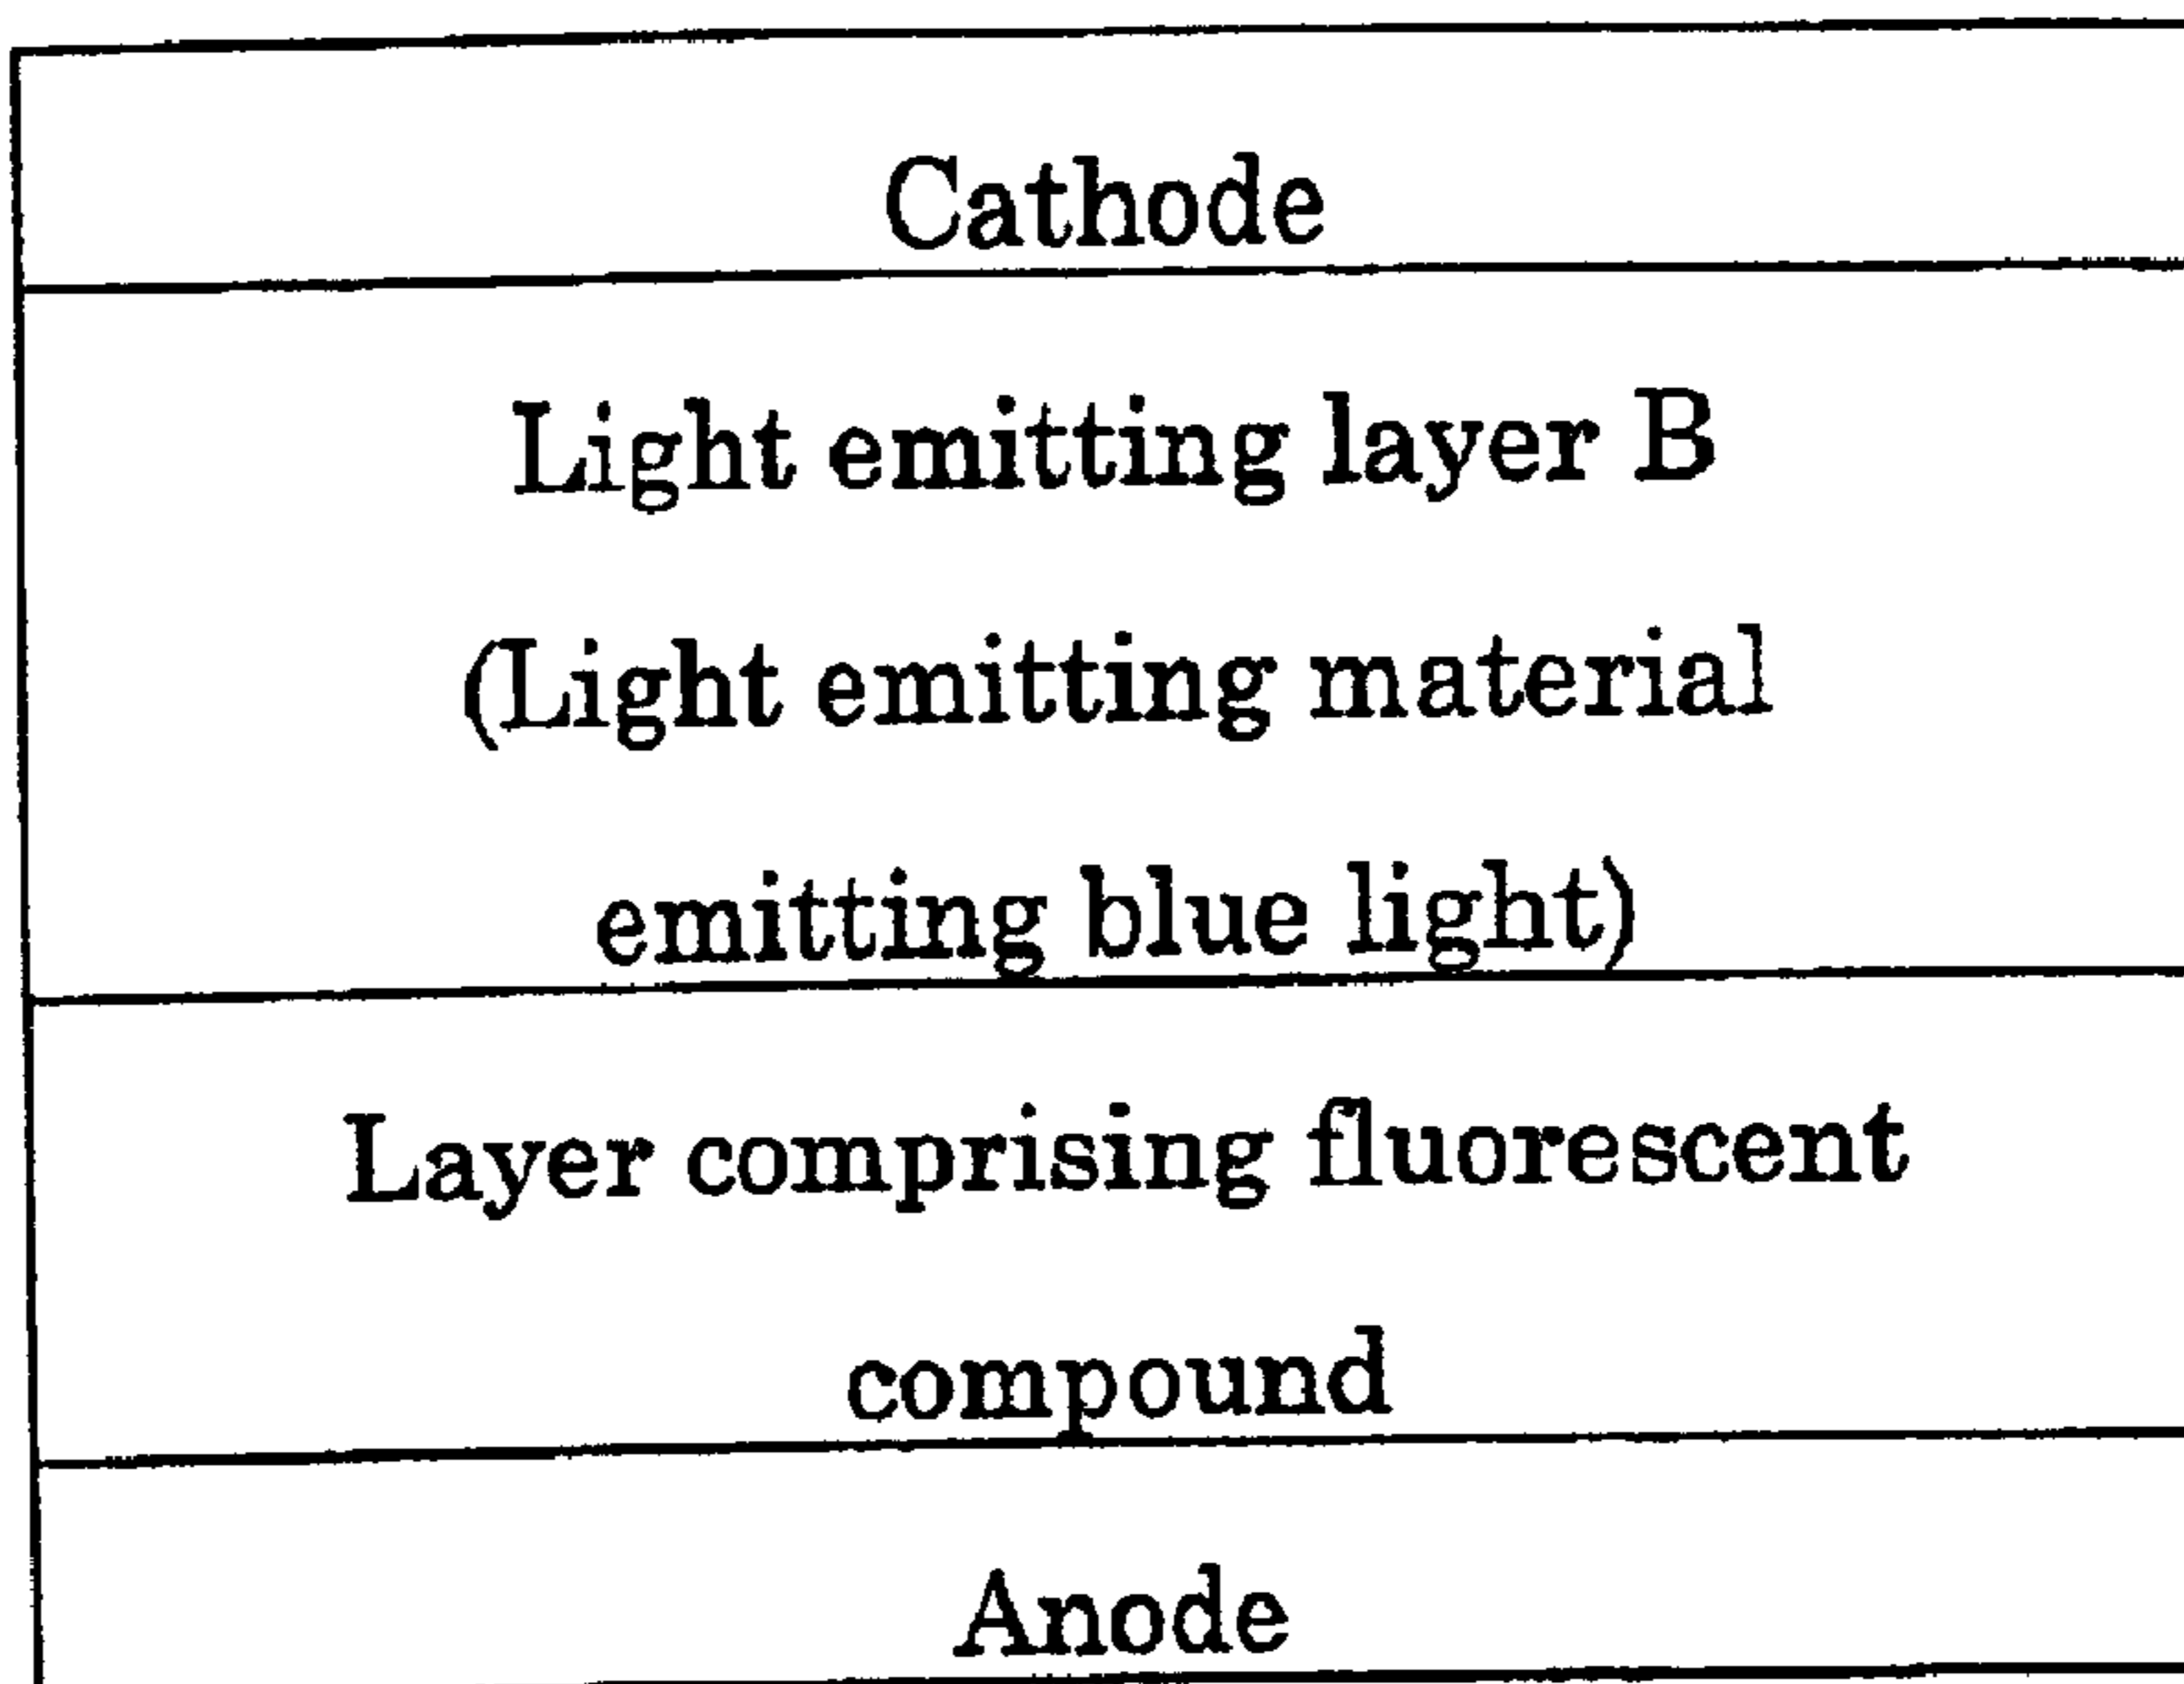 Cathode
Light emitting layer B
(Light emitting material
emitting blue light)
Layer comprising fluorescent
compound
Anode